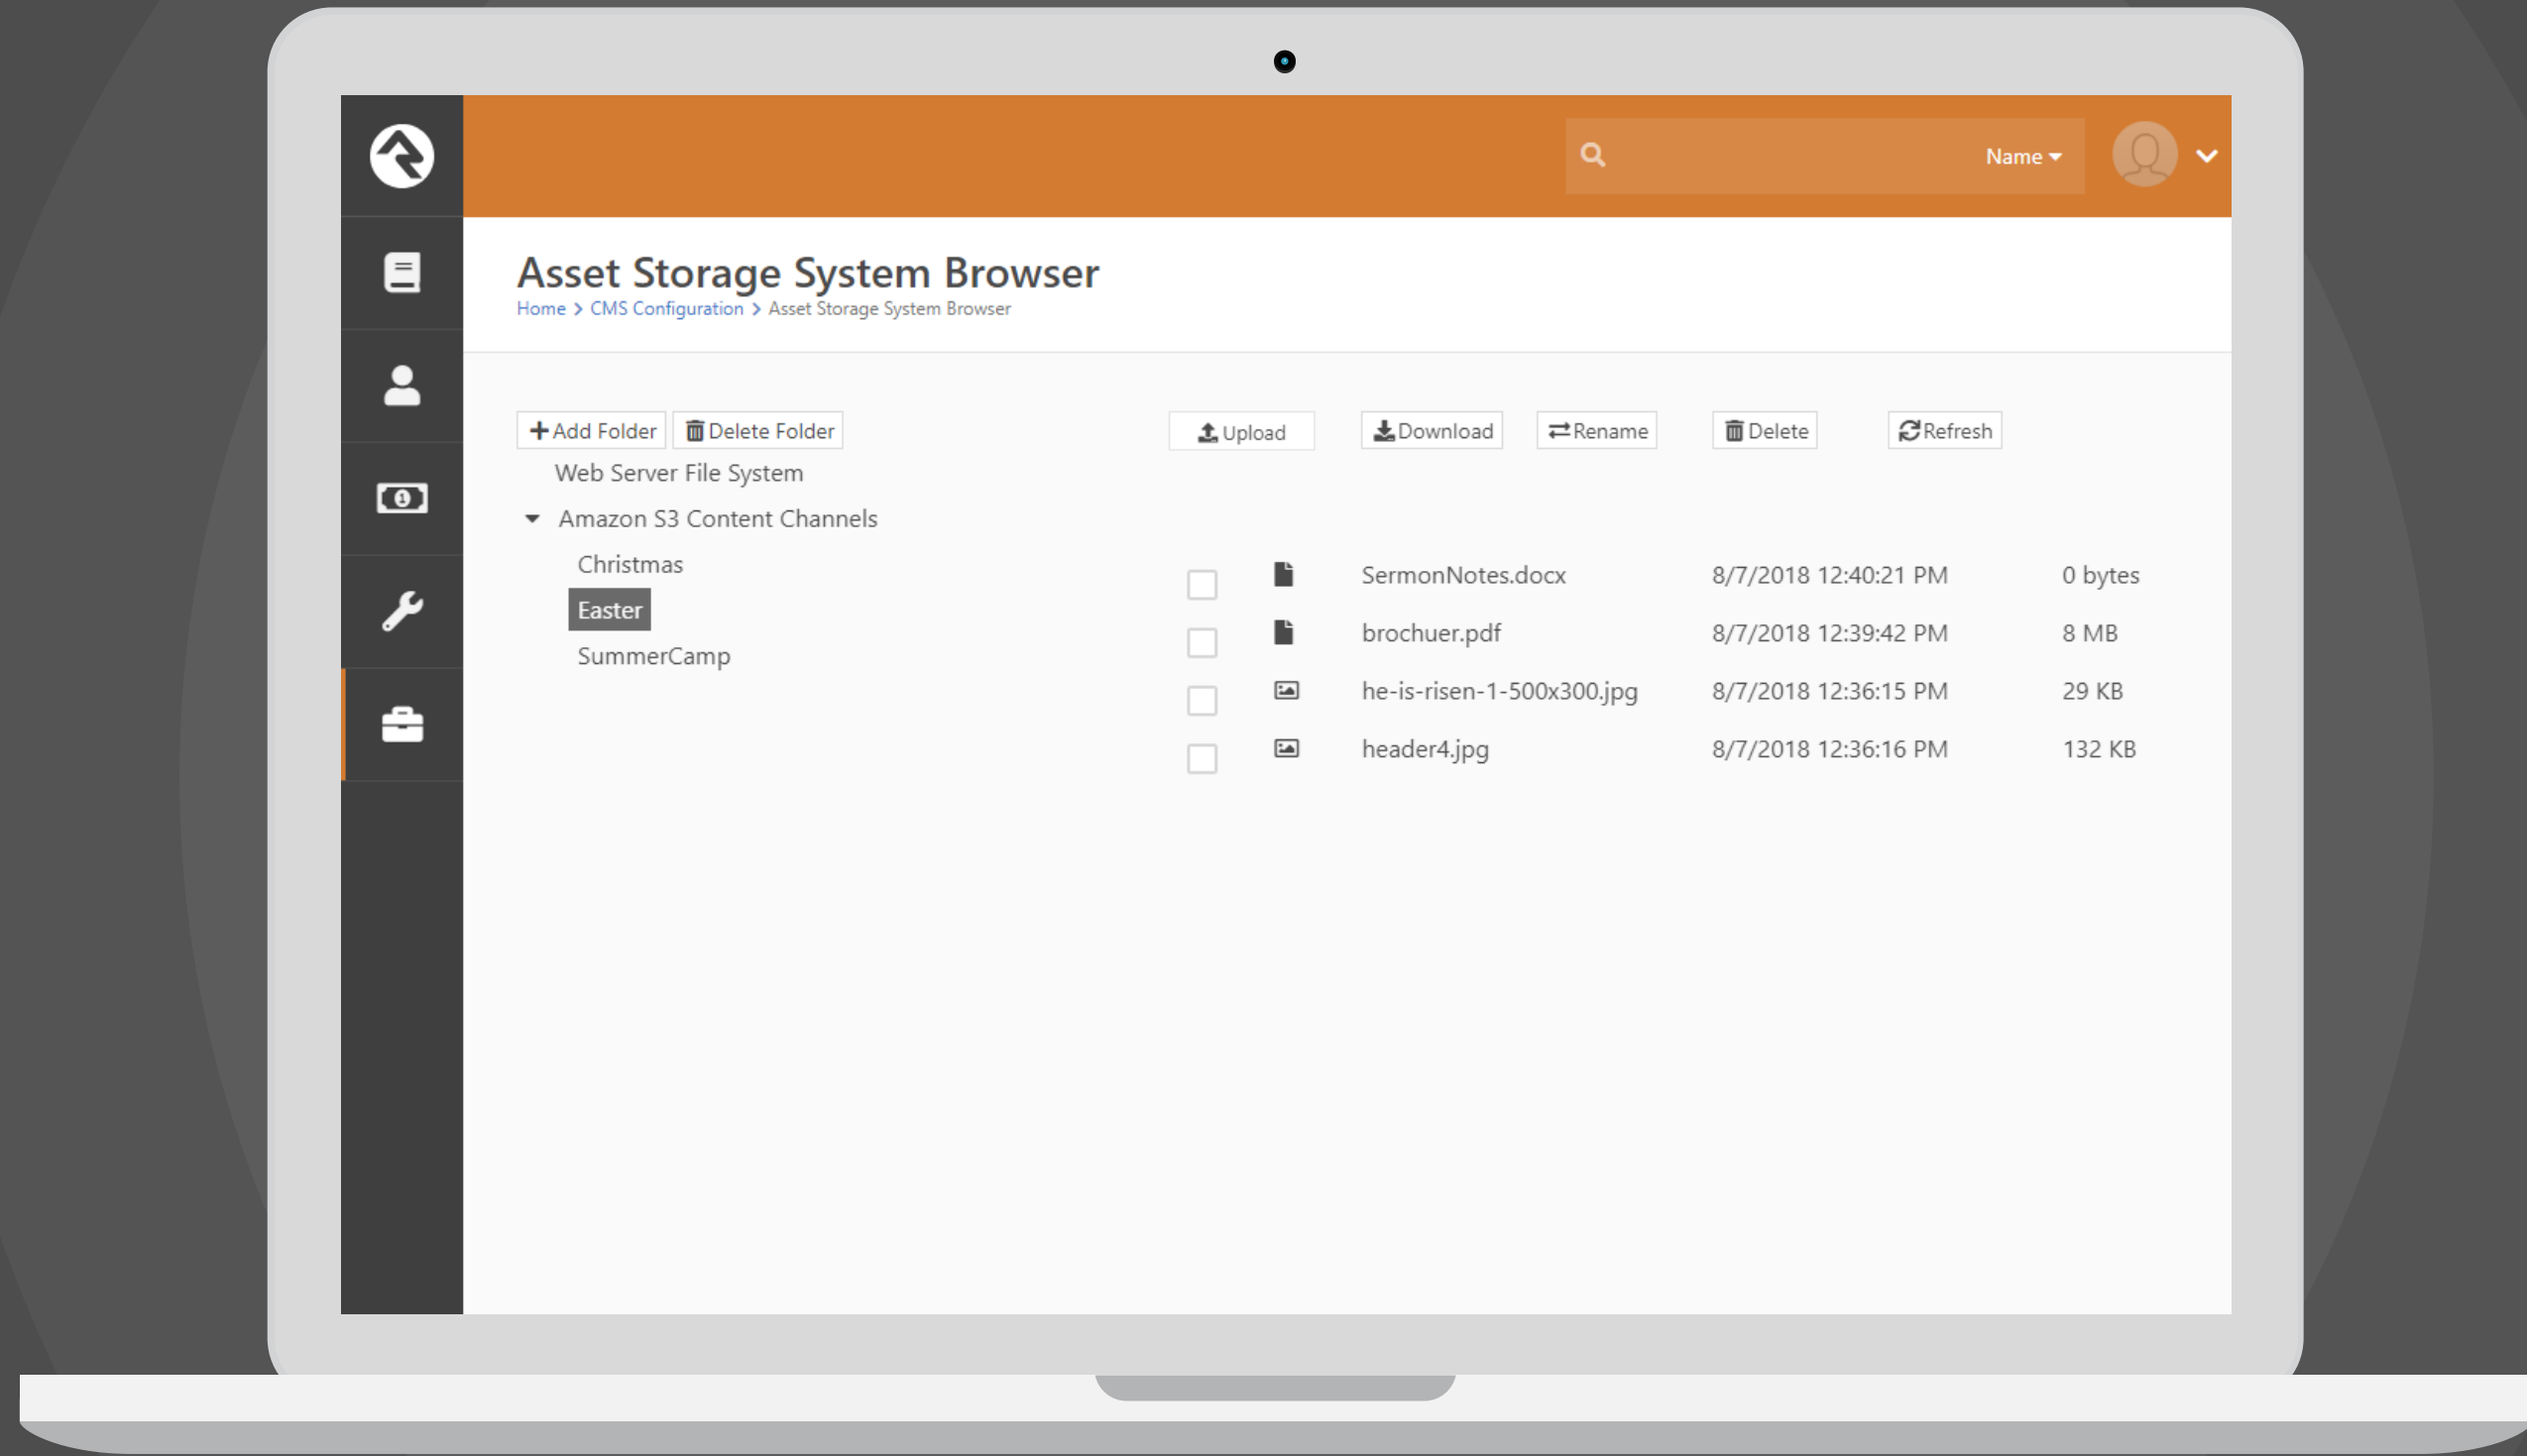 Name
Asset Storage System Browser
Home > CMS Configuration > Asset Storage System Browser
Add Folder Delete Folder Upload Download Rename Delete Refresh
Web Server File System
Amazon S3 Content Channels
Christmas
Easter
SummerCamp
SermonNotes.docx 8/7/2018 12:40:21 PM 0 bytes
brochuer.pdf 8/7/2018 12:39:42 PM 8 MB
he-is-risen-1-500x300.jpg 8/7/2018 12:36:15 PM 29 KB
header4.jpg 8/7/2018 12:36:16 PM 132 KB